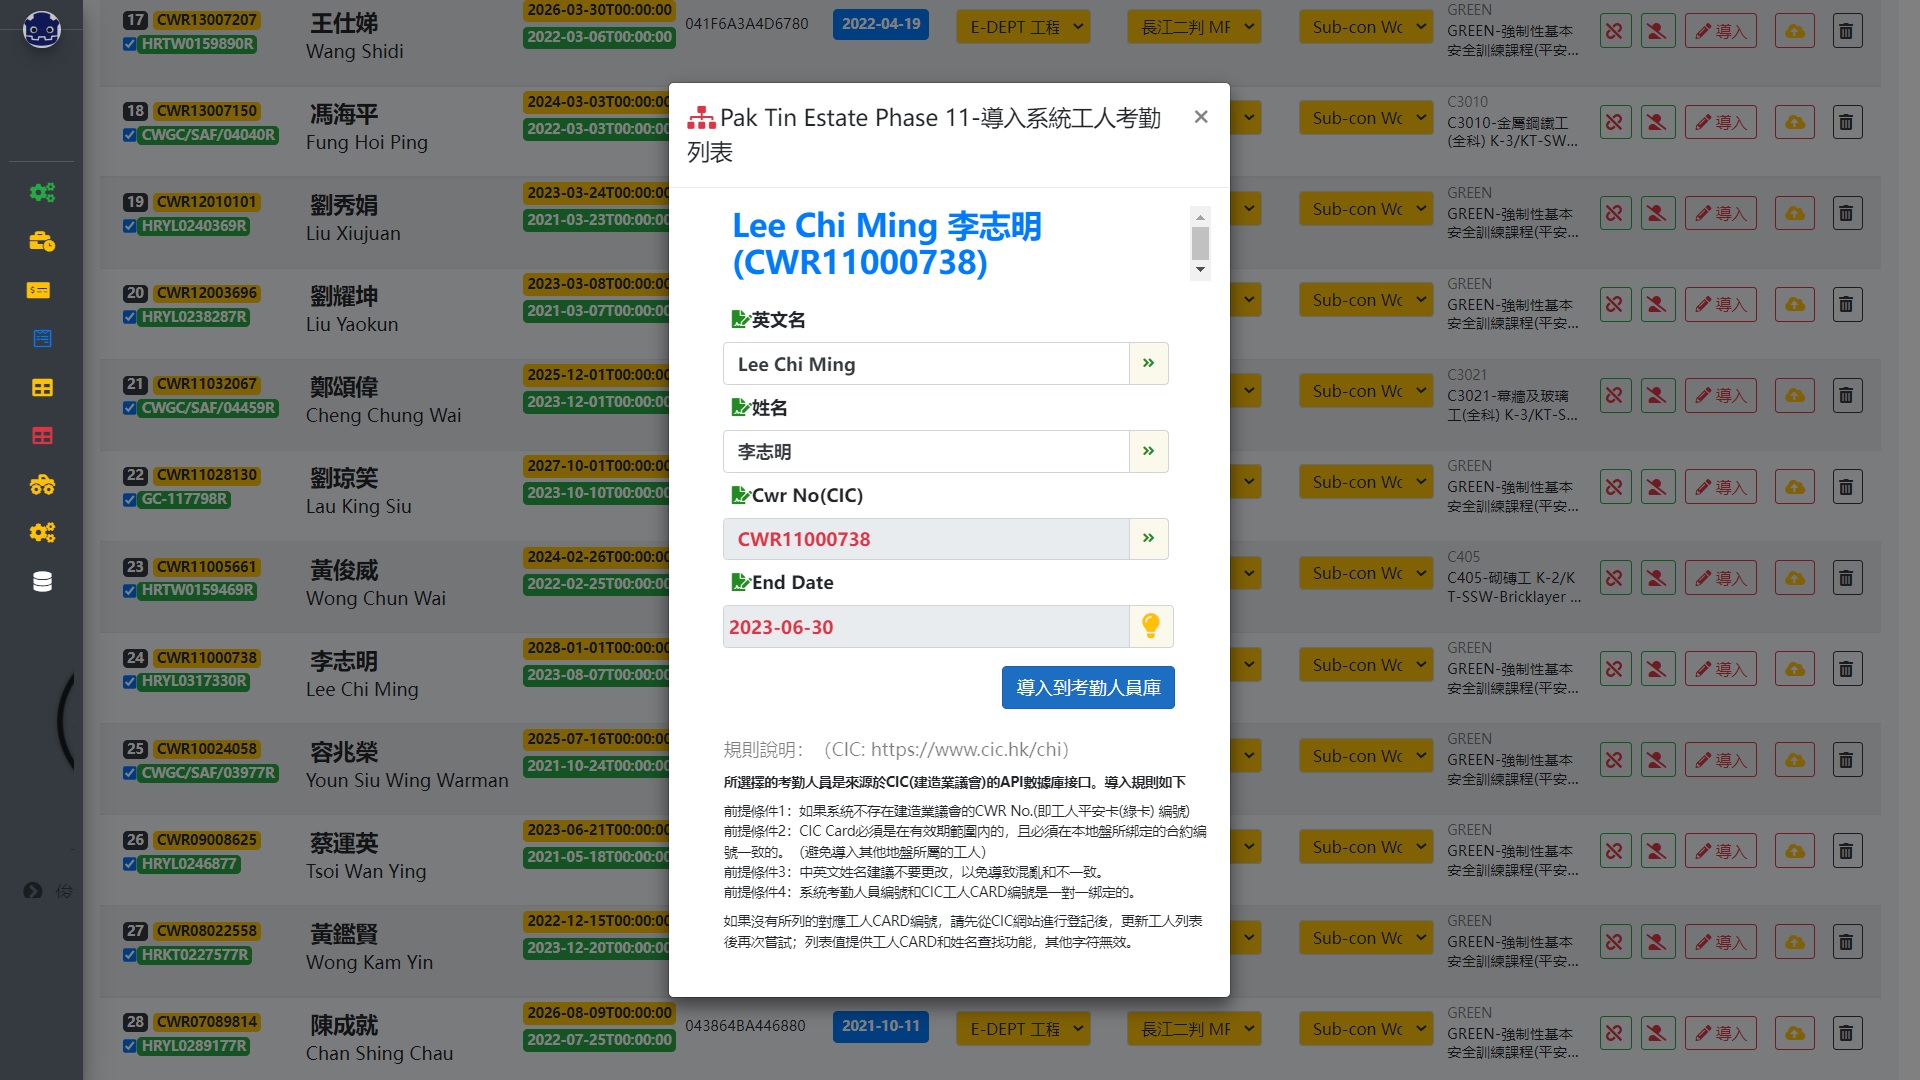 17 CWR13007207
HRTW0159890R
王仕娣
Wang Shidi
2026-03-30T00:00:00
2022-03-06T00:00:00
041F6A3A4D6780
2022-04-19
E-DEPT 工程
長江二判 MF
Sub-con Wc
GREEN
GREEN-強制性基本
安全訓練課程(平安...
導入
18 CWR13007150
CWGC/SAF/04040R
馮海平
Fung Hoi Ping
2024-03-03T00:00:00
2022-03-03T00:00:00
Sub-con Wc
C3010
C3010-金屬鋼鐵工
(全科) K-3/KT-SW...
導入
19 CWR12010101
HRYL0240369R
劉秀娟
Liu Xiujuan
2023-03-24T00:00:00
2021-03-23T00:00:00
Sub-con Wc
GREEN
GREEN-強制性基本
安全訓練課程(平安...
導入
20 CWR12003696
HRYL0238287R
劉耀坤
Liu Yaokun
2023-03-08T00:00:00
2021-03-07T00:00:00
Sub-con Wc
GREEN
GREEN-強制性基本
安全訓練課程(平安...
導入
21 CWR11032067
CWGC/SAF/04459R
鄭頌偉
Cheng Chung Wai
2025-12-01T00:00:00
2023-12-01T00:00:00
Sub-con Wc
C3021
C3021-幕牆及玻璃
工(全科) K-3/KT-S...
導入
22 CWR11028130
GC-117798R
劉琼笑
Lau King Siu
2027-10-01T00:00:00
2023-10-10T00:00:00
Sub-con Wc
GREEN
GREEN-強制性基本
安全訓練課程(平安...
導入
23 CWR11005661
HRTW0159469R
黃俊威
Wong Chun Wai
2024-02-26T00:00:00
2022-02-25T00:00:00
Sub-con Wc
C405
C405-砌磚工 K-2/K
T-SSW-Bricklayer ...
導入
24 CWR11000738
HRYL0317330R
李志明
Lee Chi Ming
2028-01-01T00:00:00
2023-08-07T00:00:00
Sub-con Wc
GREEN
GREEN-強制性基本
安全訓練課程(平安...
導入
25 CWR10024058
CWGC/SAF/03977R
容兆榮
Youn Siu Wing Warman
2025-07-16T00:00:00
2021-10-24T00:00:00
Sub-con Wc
GREEN
GREEN-強制性基本
安全訓練課程(平安...
導入
26 CWR09008625
HRYL0246877
蔡運英
Tsoi Wan Ying
2023-06-21T00:00:00
2021-05-18T00:00:00
Sub-con Wc
GREEN
GREEN-強制性基本
安全訓練課程(平安...
導入
俊
27 CWR08022558
HRKT0227577R
黃鑑賢
Wong Kam Yin
2022-12-15T00:00:00
2023-12-20T00:00:00
Sub-con Wc
GREEN
GREEN-強制性基本
安全訓練課程(平安...
導入
28 CWR07089814
HRYL0289177R
陳成就
Chan Shing Chau
2026-08-09T00:00:00
2022-07-25T00:00:00
043864BA446880
2021-10-11
E-DEPT 工程
長江二判 MF
Sub-con Wc
GREEN
GREEN-強制性基本
安全訓練課程(平安...
導入
Pak Tin Estate Phase 11-導入系統工人考勤
列表
×
Lee Chi Ming 李志明
(CWR11000738)
英文名
Lee Chi Ming
姓名
李志明
Cwr No(CIC)
CWR11000738
End Date
2023-06-30
導入到考勤人員庫
規則說明：（CIC: https://www.cic.hk/chi）
所選擇的考勤人員是來源於CIC(建造業議會)的API數據庫接口。導入規則如下
前提條件1：如果系統不存在建造業議會的CWR No.(即工人平安卡(綠卡) 編號)
前提條件2：CIC Card必須是在有效期範圍內的，且必須在本地盤所綁定的合約編
號一致的。（避免導入其他地盤所屬的工人）
前提條件3：中英文姓名建議不要更改，以免導致混亂和不一致。
前提條件4：系統考勤人員編號和CIC工人CARD編號是一對一綁定的。
如果沒有所列的對應工人CARD編號，請先從CIC網站進行登記後，更新工人列表
後再次嘗試；列表值提供工人CARD和姓名查找功能，其他字符無效。